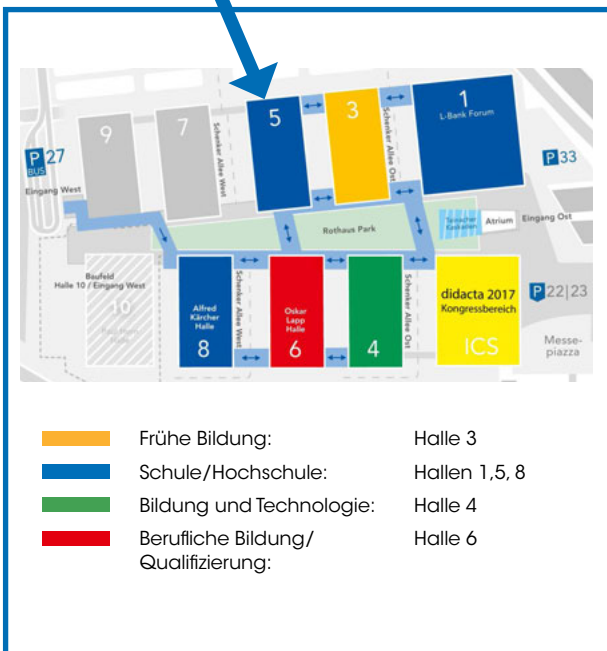 9
7
5
3
1
L-Bank Forum
Schenker Allee West
Schenker Allee Ost
P 27
BUS
P 33
Eingang West
Rothaus Park
Atrium
Eingang Ost
Baufeld
Halle 10 / Eingang West
10
Alfred
Kärcher
Halle
8
Schenker Allee West
Oskar
Lapp
Halle
6
4
Schenker Allee Ost
didacta 2017
Kongressbereich
ICS
P 22|23
Messe-
piazza
Frühe Bildung: Halle 3
Schule/Hochschule: Hallen 1,5, 8
Bildung und Technologie: Halle 4
Berufliche Bildung/ Halle 6
Qualifizierung: